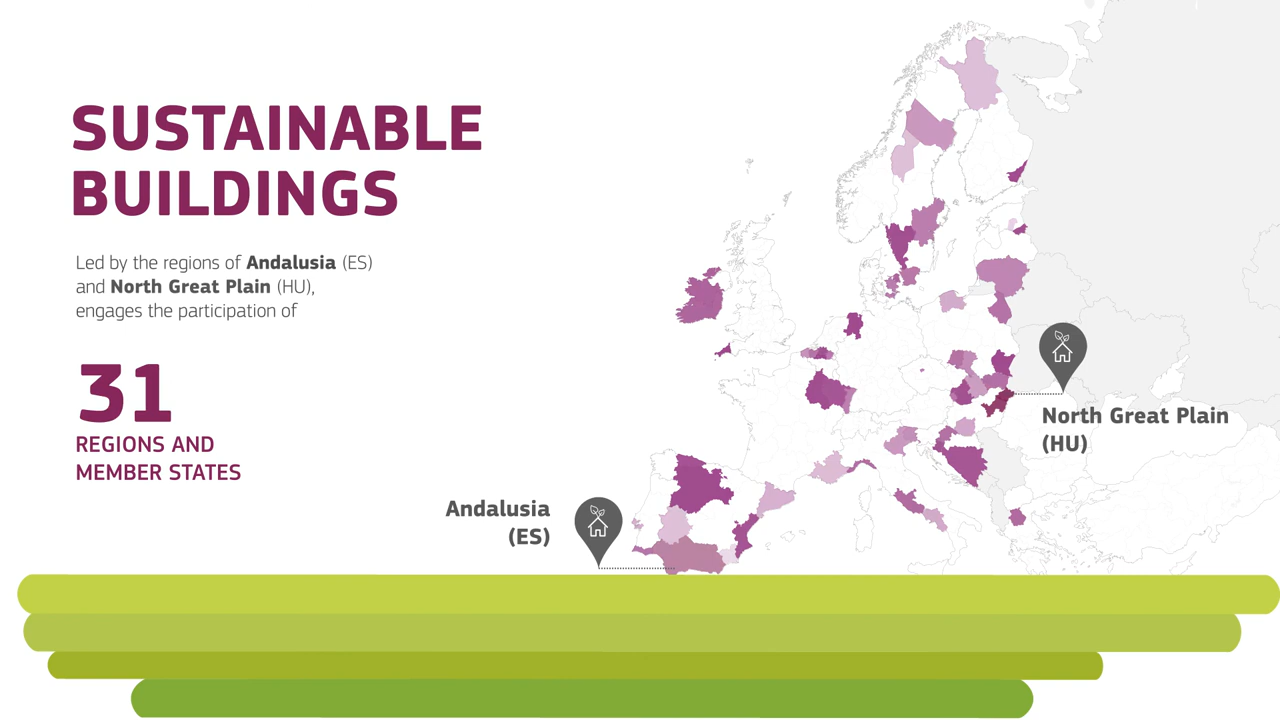 SUSTAINABLE
BUILDINGS
Led by the regions of Andalusia (ES)
and North Great Plain (HU),
engages the participation of
31
REGIONS AND
MEMBER STATES
North Great Plain
(HU)
Andalusia
(ES)